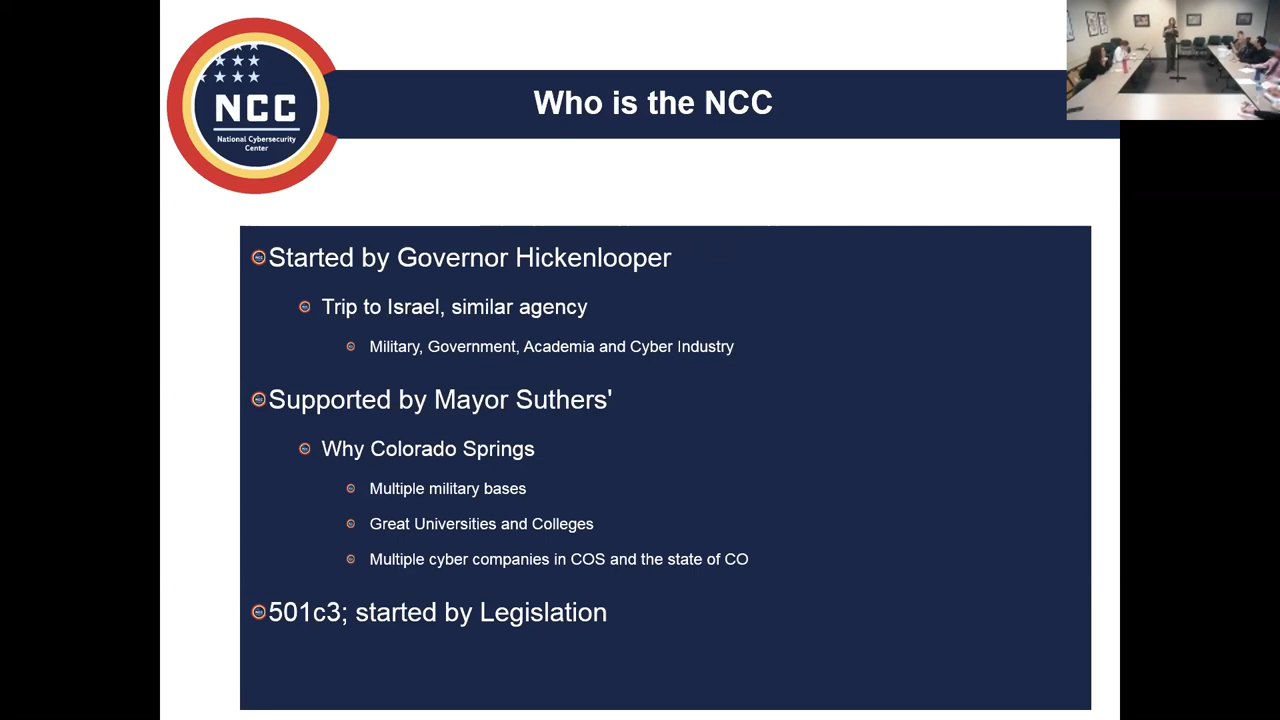 NCC
National Cybersecurity
Center
Who is the NCC
Started by Governor Hickenlooper
Trip to Israel, similar agency
Military, Government, Academia and Cyber Industry
Supported by Mayor Suthers'
Why Colorado Springs
Multiple military bases
Great Universities and Colleges
Multiple cyber companies in COS and the state of CO
501c3; started by Legislation